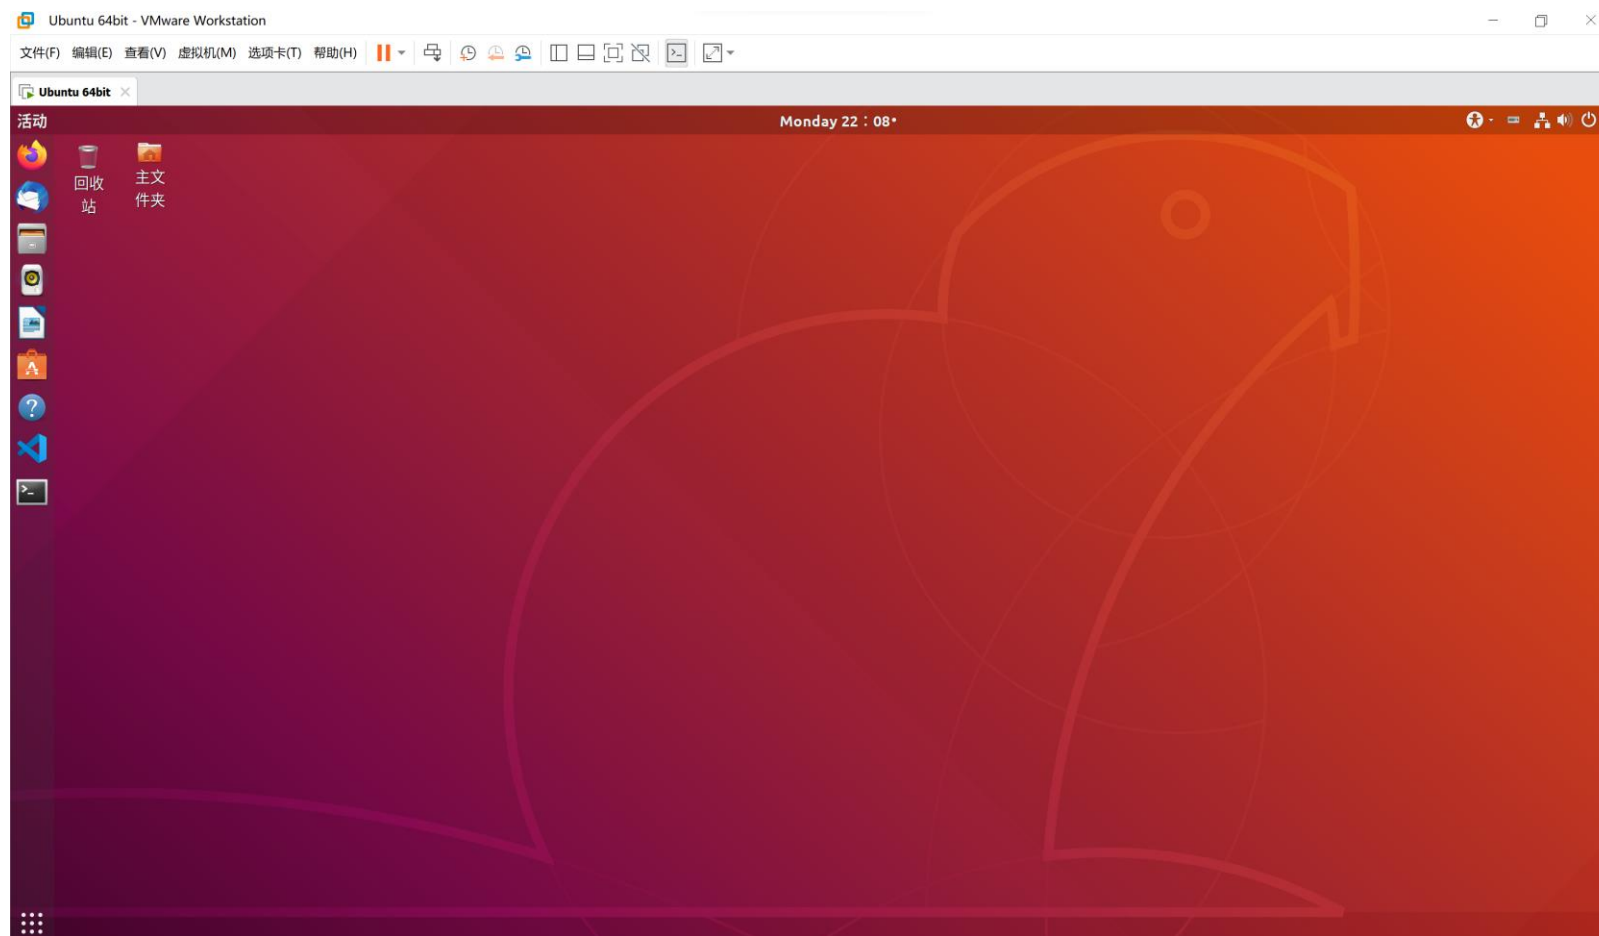 Ubuntu 64bit - VMware Workstation
文件(F) 编辑(E) 查看(V) 虚拟机(M) 选项卡(T) 帮助(H)
Ubuntu 64bit
活动
Monday 22：08
回收
站
主文
件夹